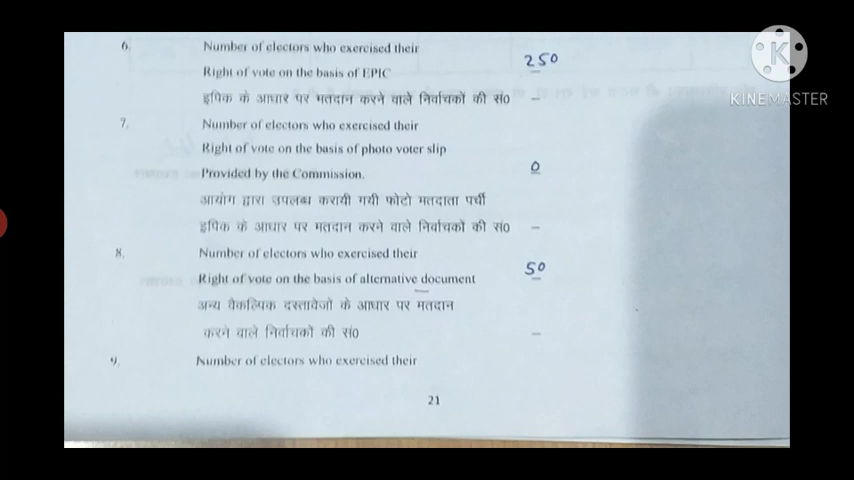 6.
Number of electors who exercised their
Right of vote on the basis of EPIC
250
इपिक के आधार पर मतदान करने वाले निर्वाचकों की सं० –
7.
Number of electors who exercised their
Right of vote on the basis of photo voter slip
Provided by the Commission.
0
आयोग द्वारा उपलब्ध करायी गयी फोटो मतदाता पर्ची
इपिक के आधार पर मतदान करने वाले निर्वाचकों की सं० –
8.
Number of electors who exercised their
Right of vote on the basis of alternative document
50
अन्य वैकल्पिक दस्तावेजों के आधार पर मतदान
करने वाले निर्वाचकों की सं० –
9.
Number of electors who exercised their
21
KINEMASTER